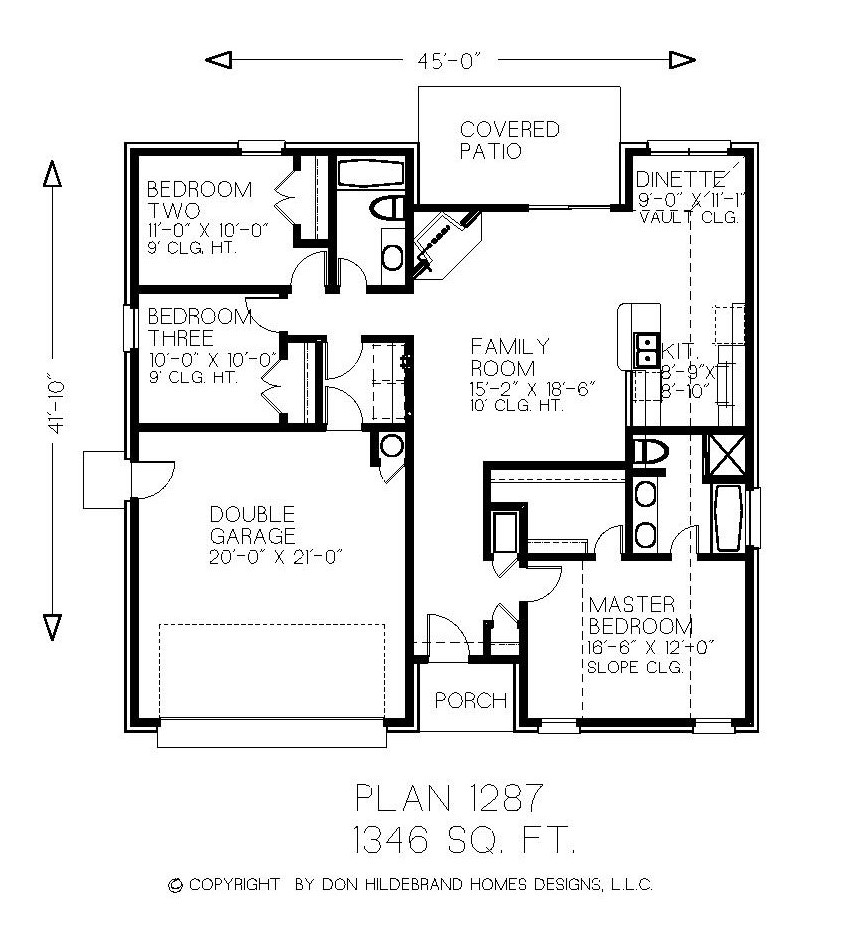 45'-0"
COVERED
PATIO
BEDROOM
TWO
11'-0" X 10'-0"
9' CLG. HT.
DINETTE
9'-0" X 11'-1"
VAULT CLG.
BEDROOM
THREE
10'-0" X 10'-0"
9' CLG. HT.
FAMILY
ROOM
15'-2" X 18'-6"
10' CLG. HT.
KIT.
8'-9" X
8'-10"
41'-10"
DOUBLE
GARAGE
20'-0" X 21'-0"
MASTER
BEDROOM
16'-6" X 12'-0"
SLOPE CLG.
PORCH
PLAN 1287
1346 SQ. FT.
© COPYRIGHT BY DON HILDEBRAND HOMES DESIGNS, L.L.C.